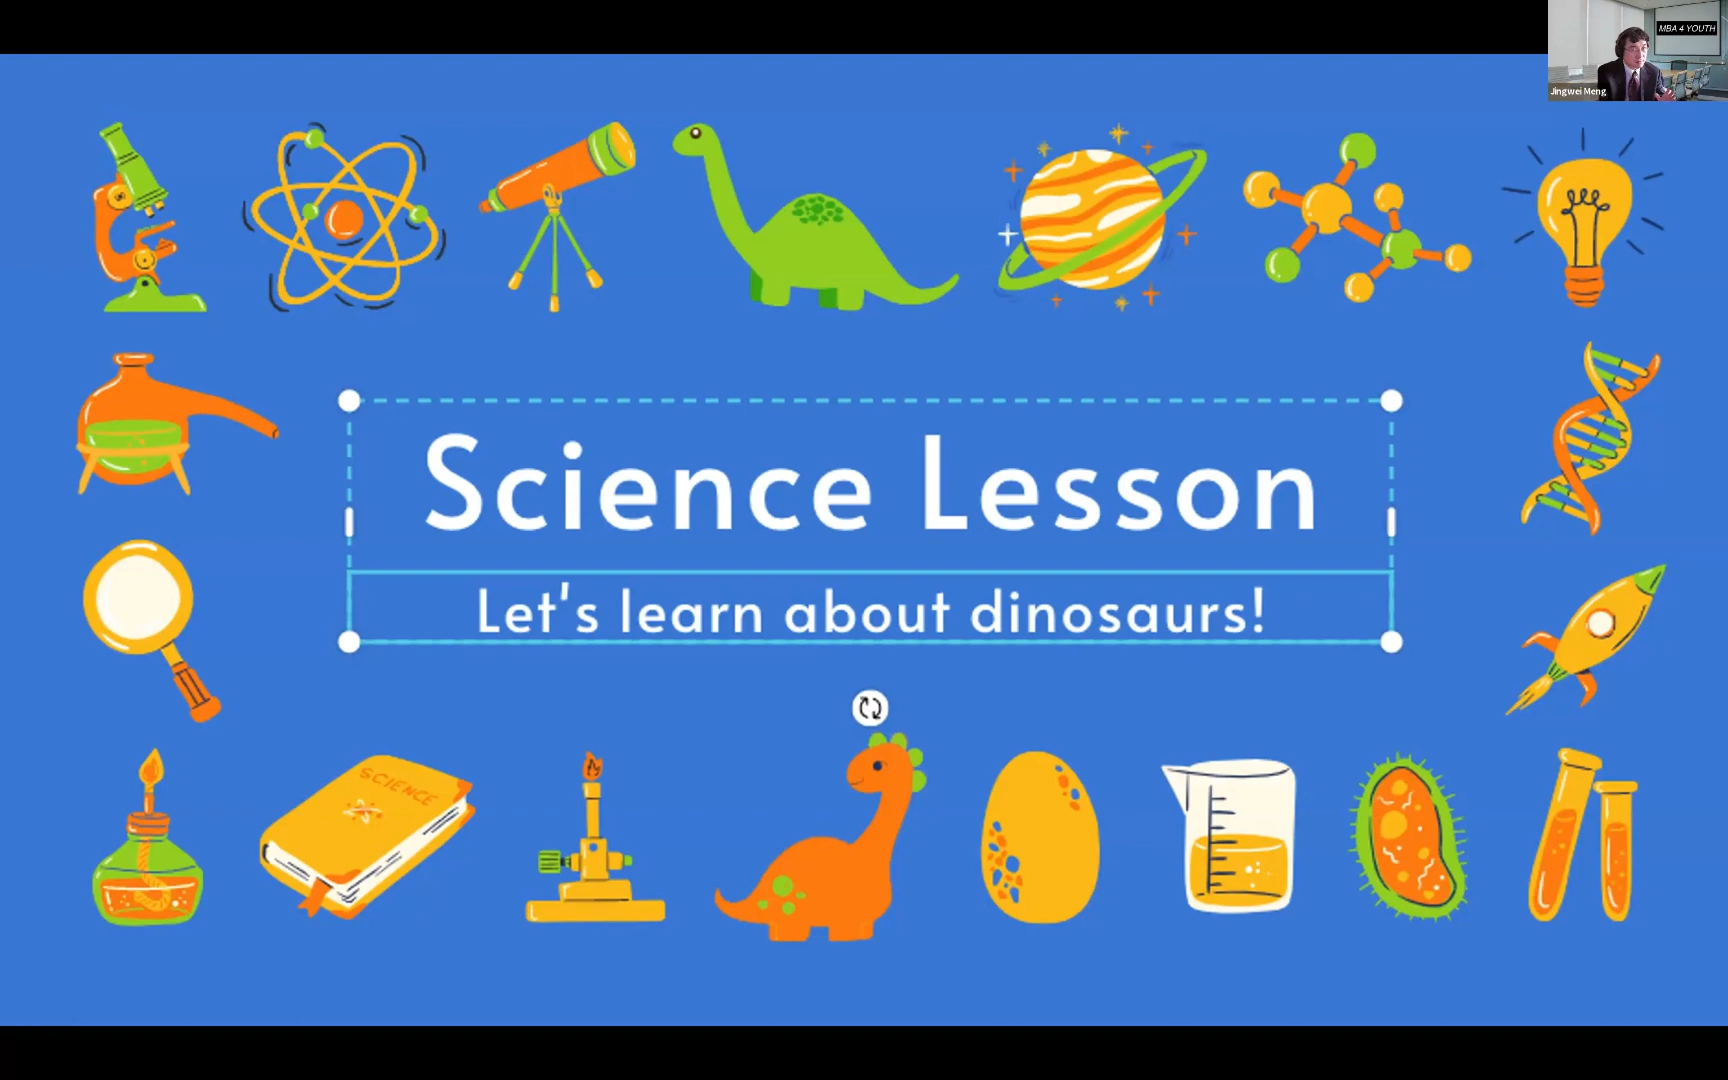 MBA 4 YOUTH
Jingwei Meng
Science Lesson
Let's learn about dinosaurs!
SCIENCE